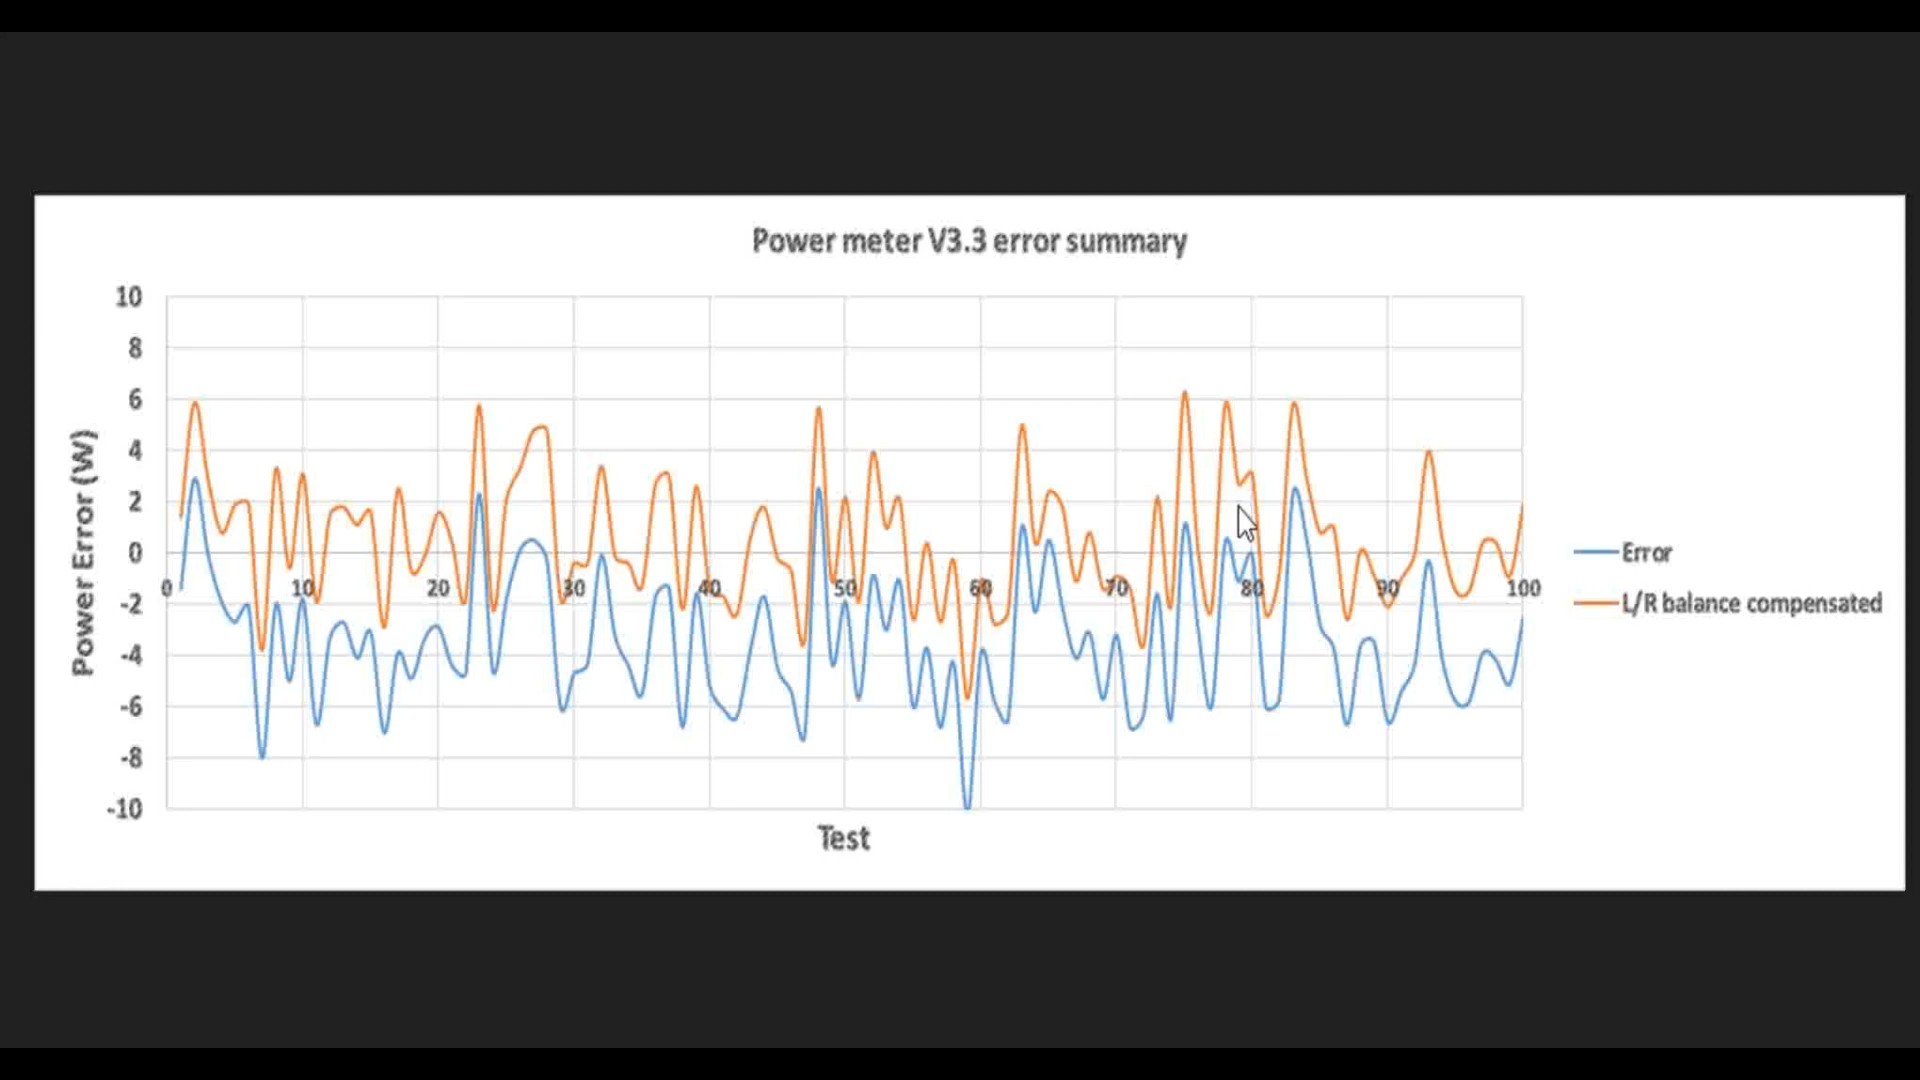 Power meter V3.3 error summary
Power Error (W)
10
8
6
4
2
0
-2
-4
-6
-8
-10
0 10 20 30 40 50 60 70 80 90 100
Test
Error
L/R balance compensated